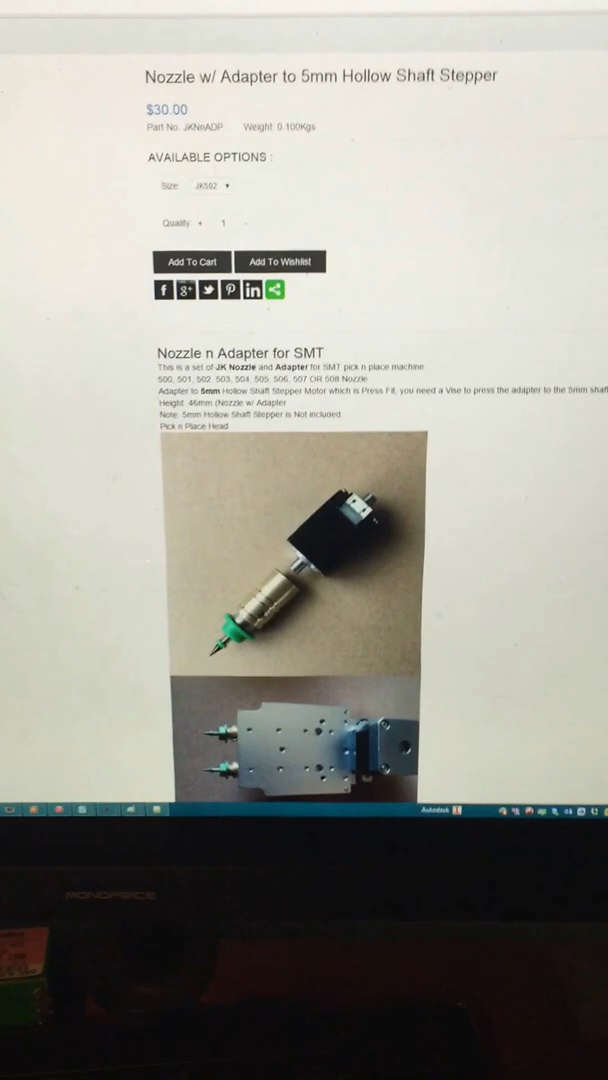 Nozzle w/ Adapter to 5mm Hollow Shaft Stepper
$30.00
Part No. JKNnADP Weight 0.100Kgs
AVAILABLE OPTIONS :
Size: JK502
Quality + 1 -
Add To Cart Add To Wishlist
f g+ in
Nozzle n Adapter for SMT
This is a set of JK Nozzle and Adapter for SMT pick n place machine
500, 501, 502, 503, 504, 505, 506, 507 OR 508 Nozzle
Adapter to 5mm Hollow Shaft Stepper Motor which is Press Fit, you need a Vise to press the adapter to the 5mm shaf
Height: 46mm (Nozzle w/ Adapter
Note: 5mm Hollow Shaft Stepper is Not included
Pick n Place Head
Autodesk
MONOPRICE